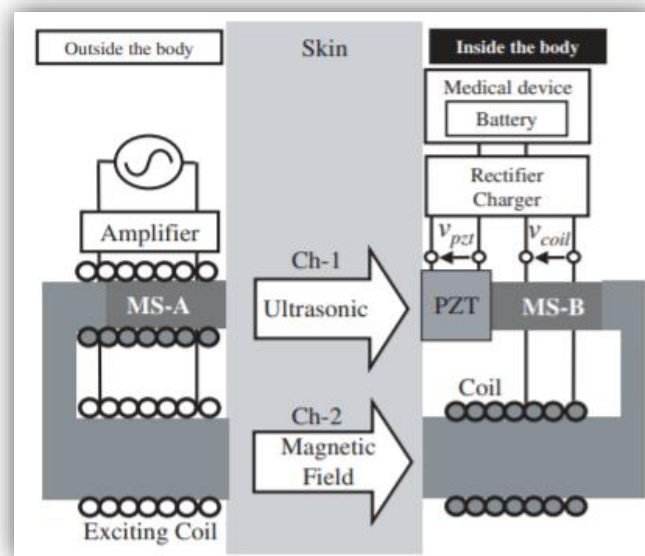 Outside the body
Skin
Inside the body
Medical device
Battery
Rectifier
Charger
Amplifier
v_pzt
v_coil
Ch-1
Ultrasonic
MS-A
PZT
MS-B
Coil
Ch-2
Magnetic
Field
Exciting Coil